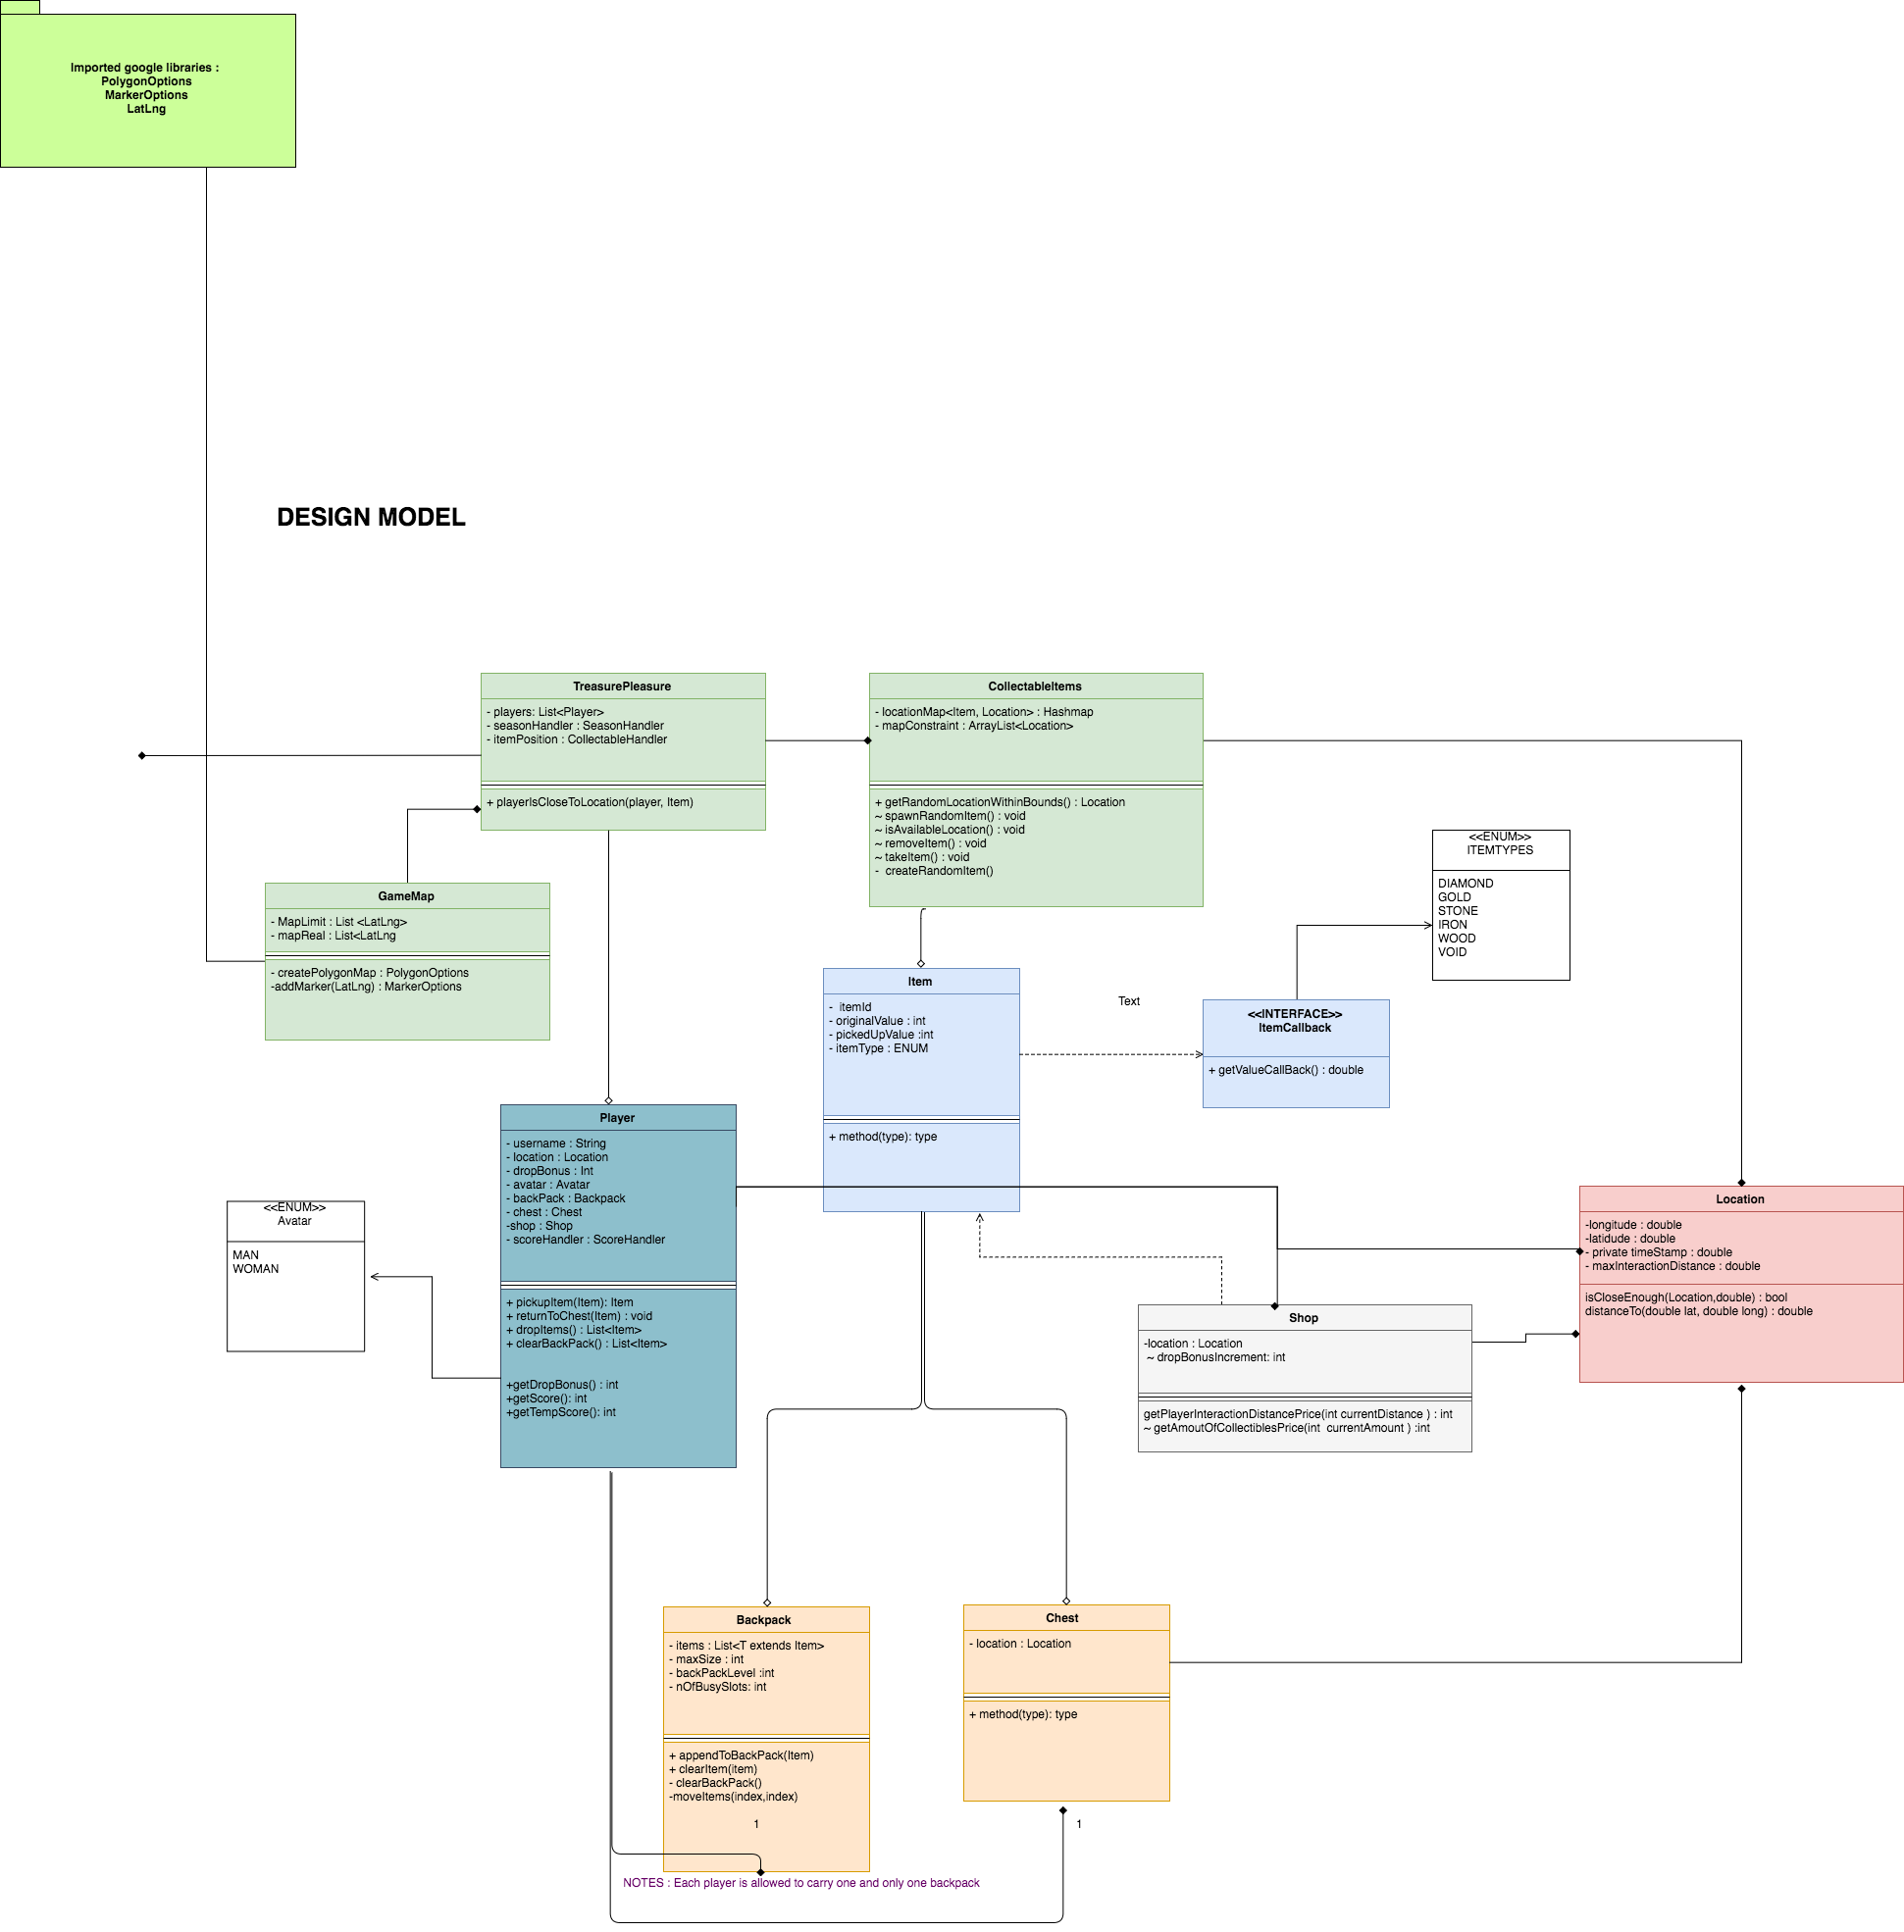 Imported google libraries :
PolygonOptions
MarkerOptions
LatLng
DESIGN MODEL
TreasurePleasure
- players: List<Player>
- seasonHandler : SeasonHandler
- itemPosition : CollectableHandler
+ playerIsCloseToLocation(player, Item)
CollectableItems
- locationMap<Item, Location> : Hashmap
- mapConstraint : ArrayList<Location>
+ getRandomLocationWithinBounds() : Location
~ spawnRandomItem() : void
~ isAvailableLocation() : void
~ removeItem() : void
~ takeItem() : void
- createRandomItem()
<<ENUM>>
ITEMTYPES
DIAMOND
GOLD
STONE
IRON
WOOD
VOID
GameMap
- MapLimit : List <LatLng>
- mapReal : List<LatLng
- createPolygonMap : PolygonOptions
-addMarker(LatLng) : MarkerOptions
Item
- itemId
- originalValue : int
- pickedUpValue :int
- itemType : ENUM
+ method(type): type
Text
<<INTERFACE>>
ItemCallback
+ getValueCallBack() : double
Player
- username : String
- location : Location
- dropBonus : Int
- avatar : Avatar
- backPack : Backpack
- chest : Chest
-shop : Shop
- scoreHandler : ScoreHandler
+ pickupItem(Item): Item
+ returnToChest(Item) : void
+ dropItems() : List<Item>
+ clearBackPack() : List<Item>
+getDropBonus() : int
+getScore(): int
+getTempScore(): int
<<ENUM>>
Avatar
MAN
WOMAN
Location
-longitude : double
-latidude : double
- private timeStamp : double
- maxInteractionDistance : double
isCloseEnough(Location,double) : bool
distanceTo(double lat, double long) : double
Shop
-location : Location
~ dropBonusIncrement: int
getPlayerInteractionDistancePrice(int currentDistance ) : int
~ getAmoutOfCollectiblesPrice(int currentAmount ) :int
Backpack
- items : List<T extends Item>
- maxSize : int
- backPackLevel :int
- nOfBusySlots: int
+ appendToBackPack(Item)
+ clearItem(item)
- clearBackPack()
-moveItems(index,index)
1
Chest
- location : Location
+ method(type): type
1
NOTES : Each player is allowed to carry one and only one backpack